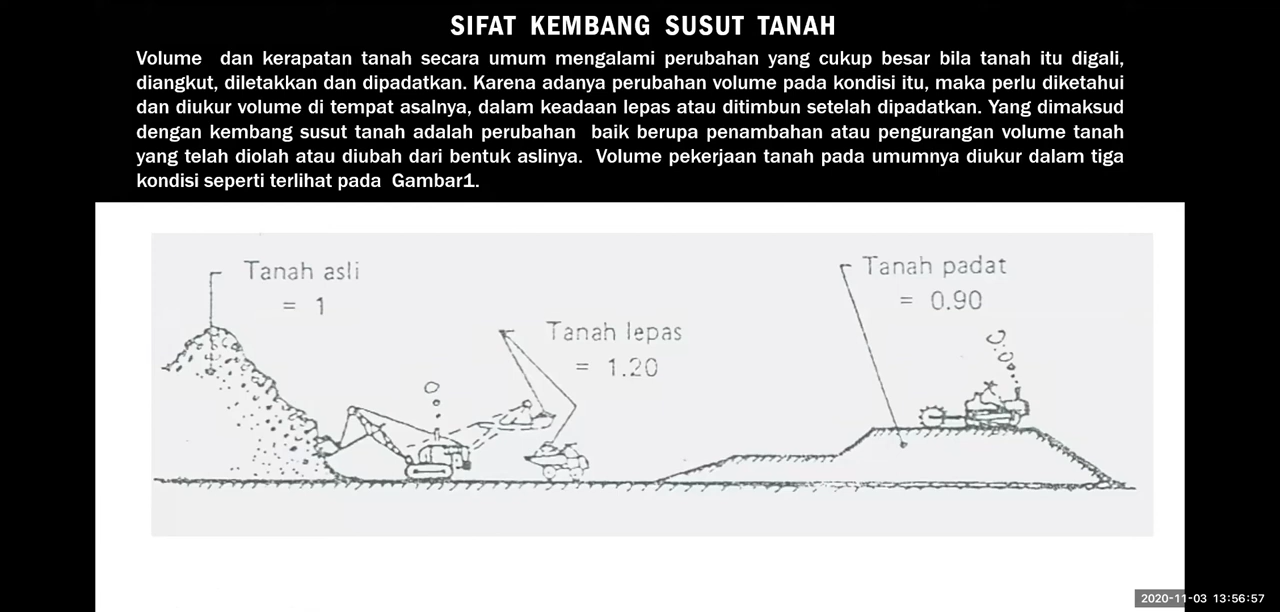 SIFAT KEMBANG SUSUT TANAH
Volume dan kerapatan tanah secara umum mengalami perubahan yang cukup besar bila tanah itu digali,
diangkut, diletakkan dan dipadatkan. Karena adanya perubahan volume pada kondisi itu, maka perlu diketahui
dan diukur volume di tempat asalnya, dalam keadaan lepas atau ditimbun setelah dipadatkan. Yang dimaksud
dengan kembang susut tanah adalah perubahan baik berupa penambahan atau pengurangan volume tanah
yang telah diolah atau diubah dari bentuk aslinya. Volume pekerjaan tanah pada umumnya diukur dalam tiga
kondisi seperti terlihat pada Gambar1.
Tanah asli
= 1
Tanah lepas
= 1.20
Tanah padat
= 0.90
2020-11-03 13:56:57